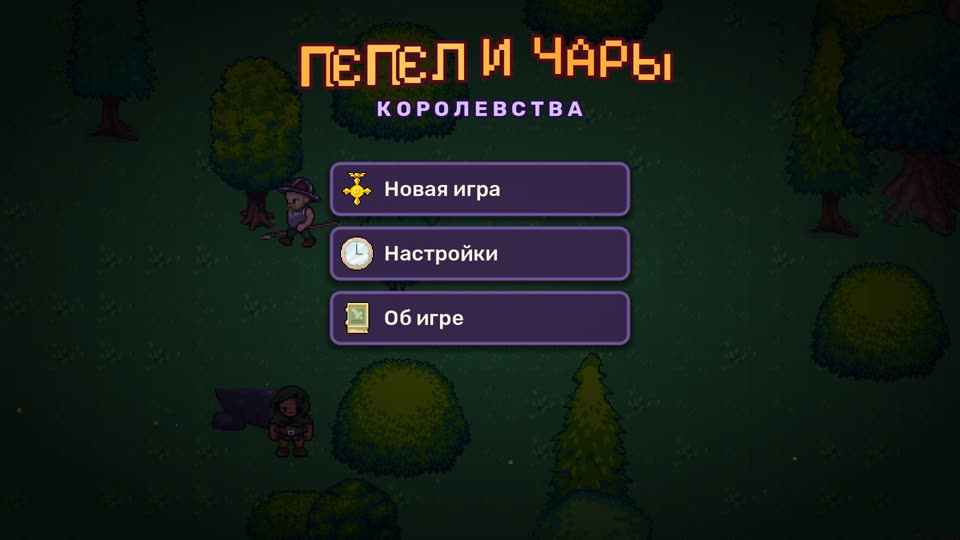 ПЕПЕЛ И ЧАРЫ
КОРОЛЕВСТВА
Новая игра
Настройки
Об игре